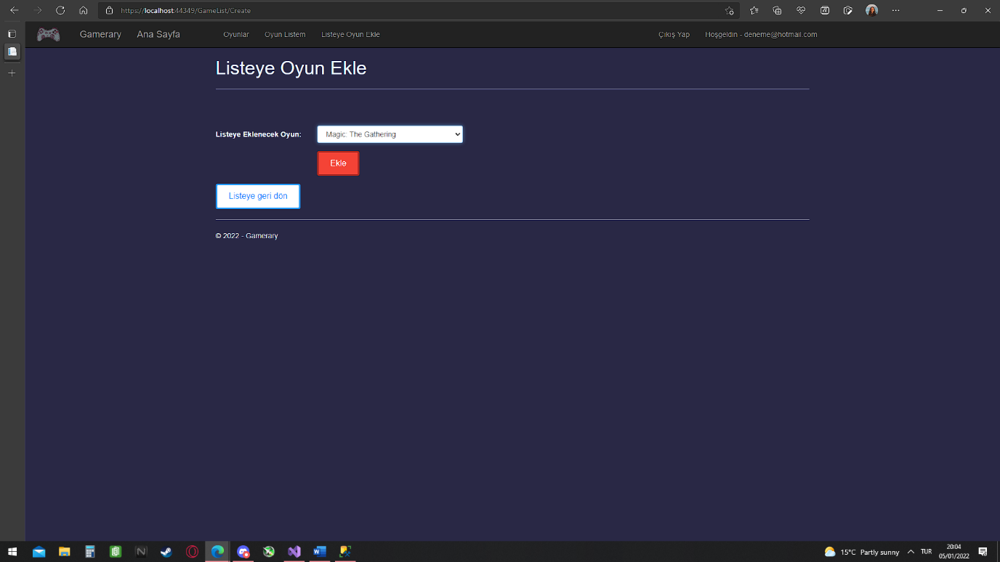 https://localhost:44349/GameList/Create
Gamerary Ana Sayfa Oyunlar Oyun Listem Listeye Oyun Ekle Çıkış Yap Hoşgeldin - deneme@hotmail.com
Listeye Oyun Ekle
Listeye Eklenecek Oyun: Magic: The Gathering
Ekle
Listeye geri dön
© 2022 - Gamerary
15°C Partly sunny TUR 20:04
05/01/2022